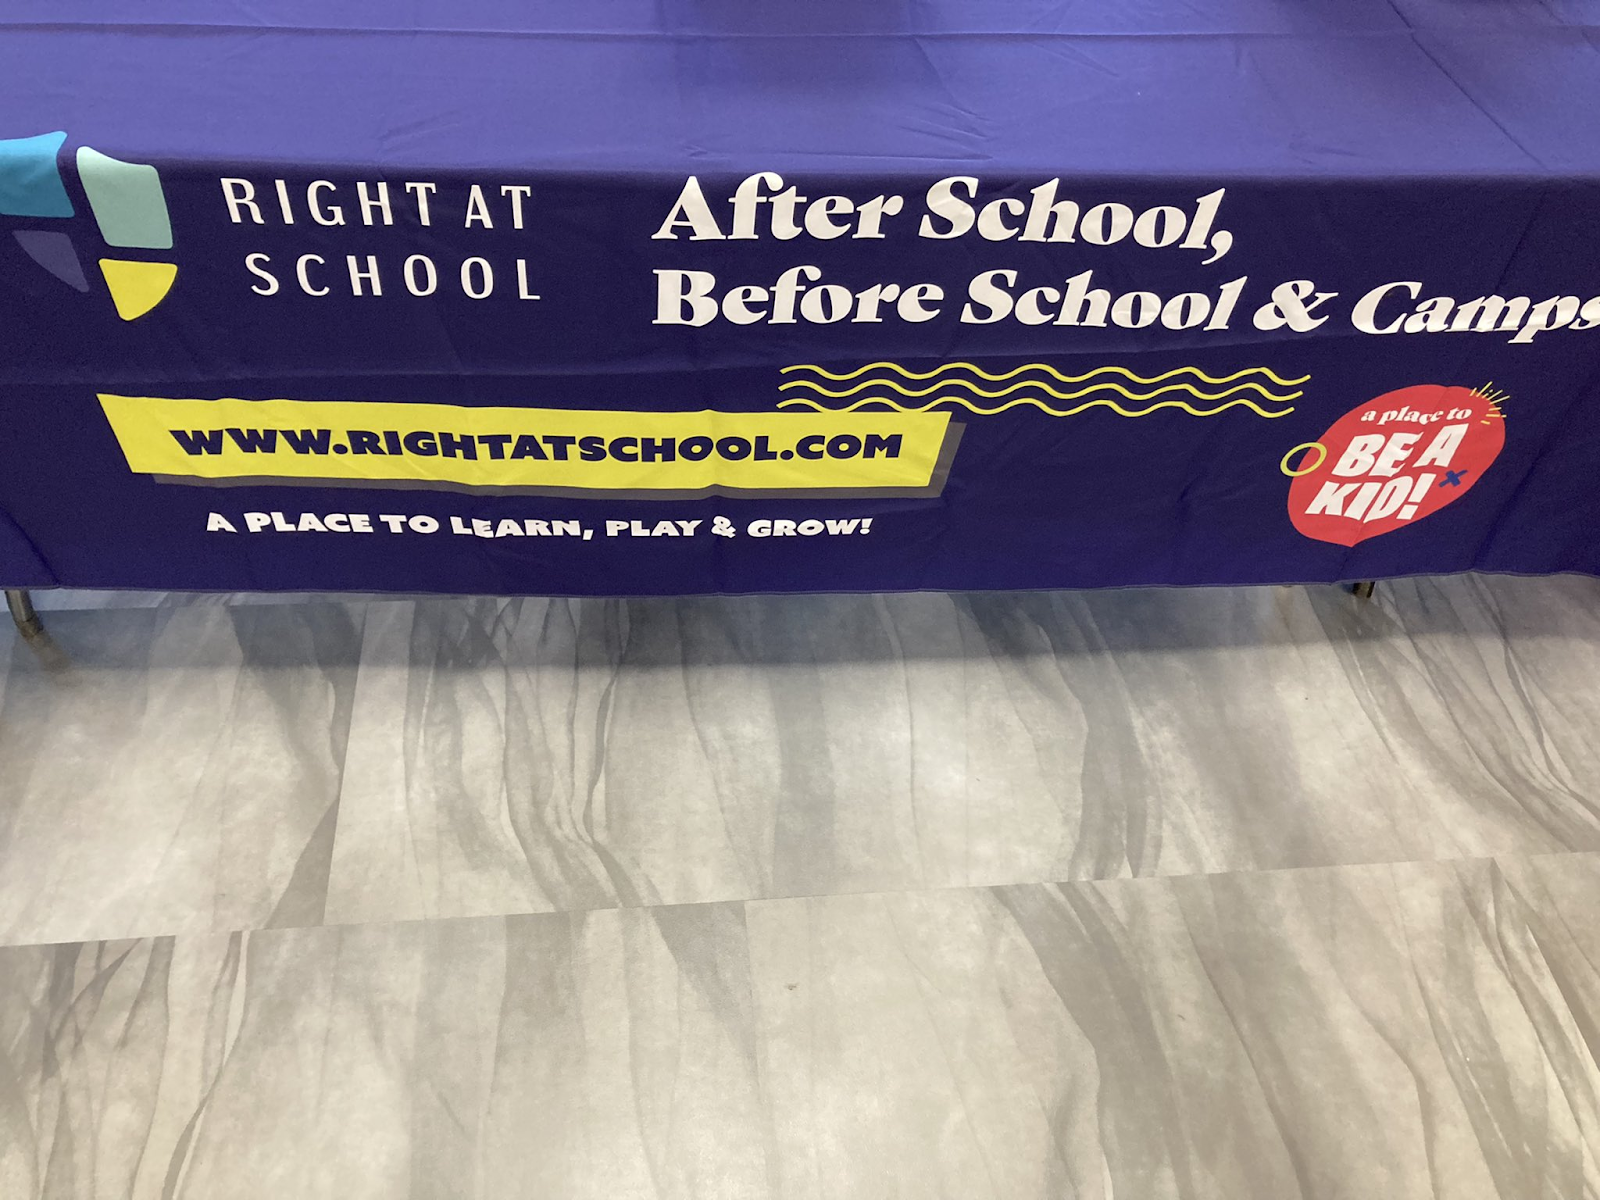 RIGHT AT
SCHOOL
After School,
Before School & Camps
WWW.RIGHTATSCHOOL.COM
A PLACE TO LEARN, PLAY & GROW!
a place to
BE A
KID!